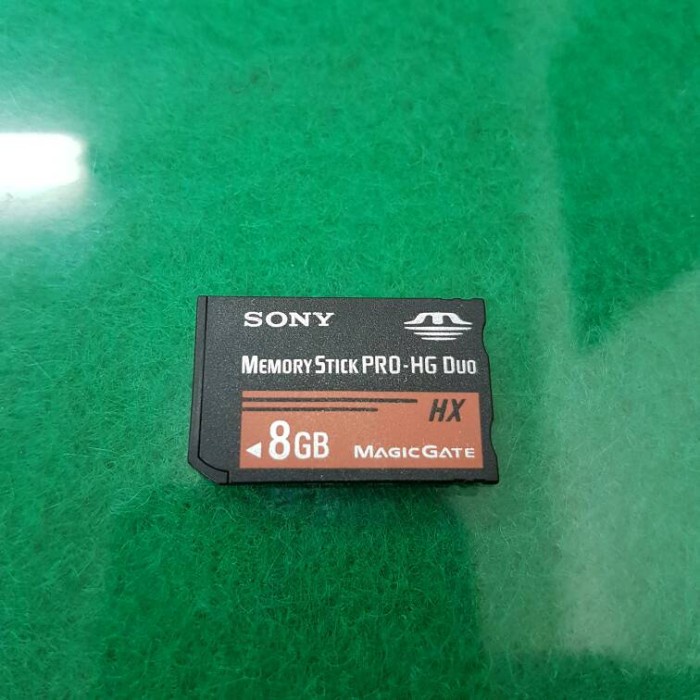 SONY
MEMORY STICK PRO-HG DUO
HX
8GB MAGICGATE